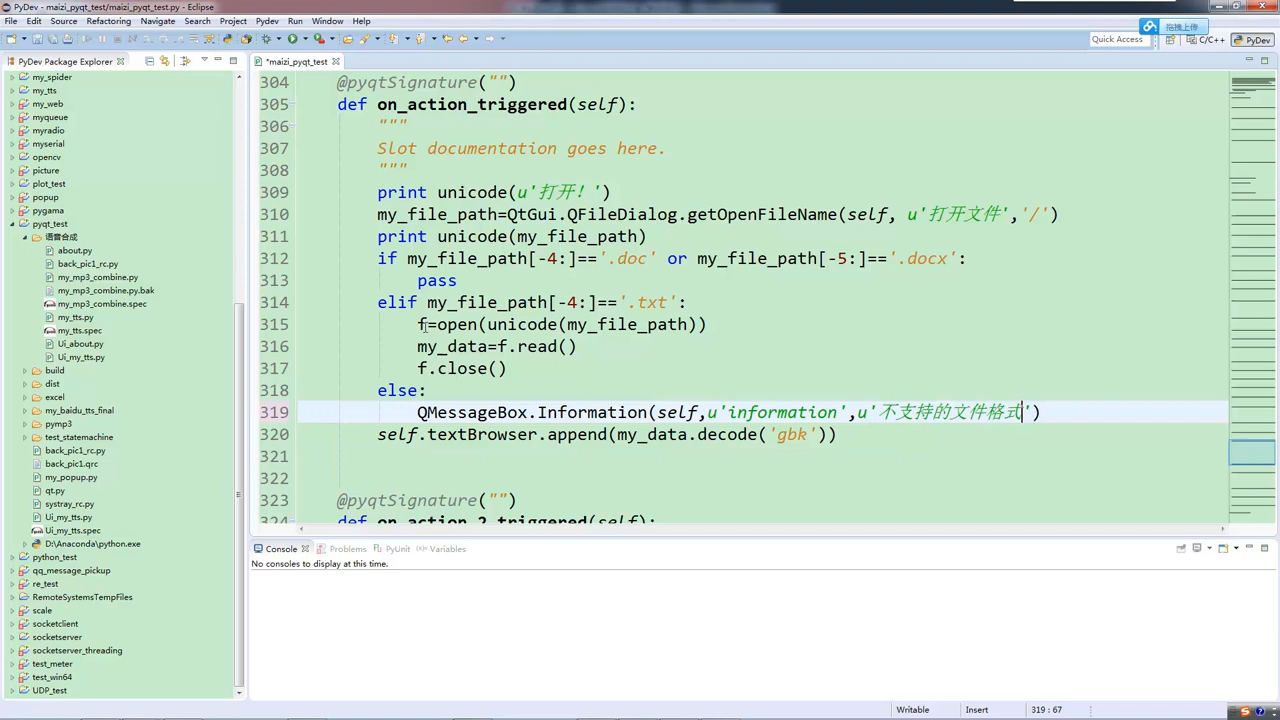 PyDev - maizi_pyqt_test/maizi_pyqt_test.py - Eclipse
File Edit Source Refactoring Navigate Search Project Pydev Run Window Help
拖拽上传
Quick Access
C/C++
PyDev
PyDev Package Explorer
*maizi_pyqt_test
my_spider
my_tts
my_web
myqueue
myradio
myserial
opencv
picture
plot_test
popup
pygama
pyqt_test
语音合成
about.py
back_pic1_rc.py
my_mp3_combine.py
my_mp3_combine.py.bak
my_mp3_combine.spec
my_tts.py
my_tts.spec
Ui_about.py
Ui_my_tts.py
build
dist
excel
my_baidu_tts_final
pymp3
test_statemachine
back_pic1_rc.py
back_pic1.qrc
my_popup.py
qt.py
systray_rc.py
Ui_my_tts.py
Ui_my_tts.spec
D:\Anaconda\python.exe
python_test
qq_message_pickup
re_test
RemoteSystemsTempFiles
scale
socketclient
socketserver
socketserver_threading
test_meter
test_win64
UDP_test
304 @pyqtSignature("")
305 def on_action_triggered(self):
306 """
307 Slot documentation goes here.
308 """
309 print unicode(u'打开！')
310 my_file_path=QtGui.QFileDialog.getOpenFileName(self, u'打开文件','/')
311 print unicode(my_file_path)
312 if my_file_path[-4:]=='.doc' or my_file_path[-5:]=='.docx':
313 pass
314 elif my_file_path[-4:]=='.txt':
315 f=open(unicode(my_file_path))
316 my_data=f.read()
317 f.close()
318 else:
319 QMessageBox.Information(self,u'information',u'不支持的文件格式')
320 self.textBrowser.append(my_data.decode('gbk'))
321
322
323 @pyqtSignature("")
324 def on_action_2_triggered(self):
Console Problems PyUnit Variables
No consoles to display at this time.
Writable Insert 319 : 67